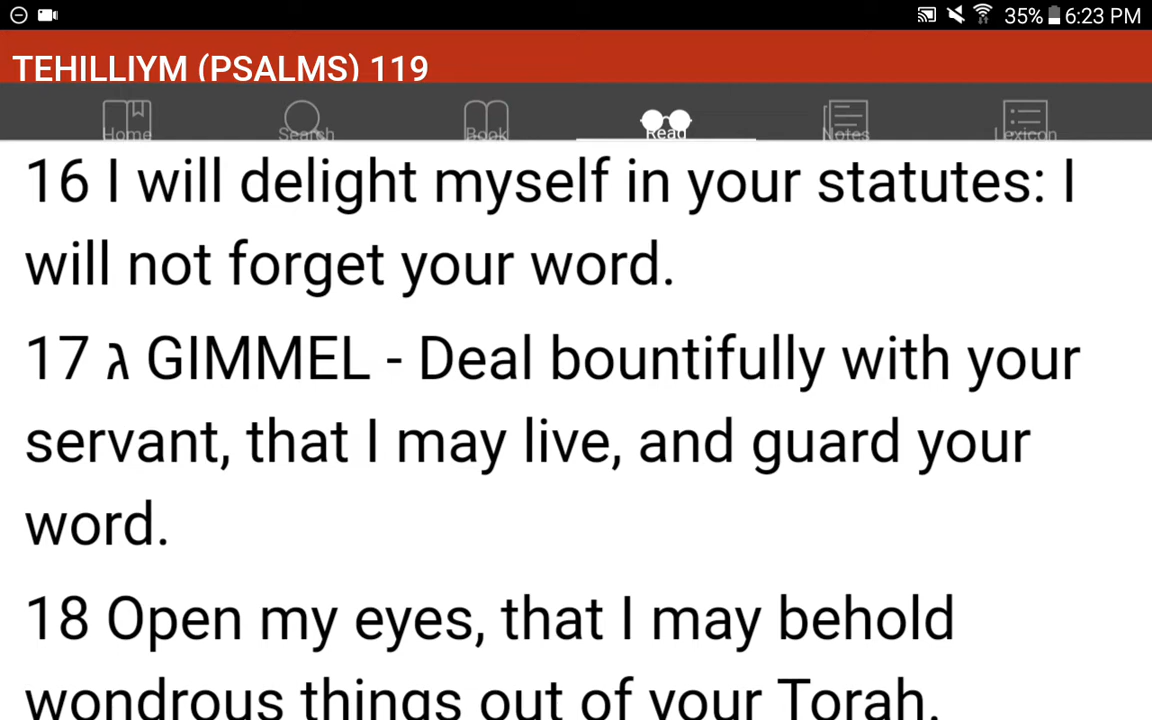 35% 6:23 PM
TEHILLIYM (PSALMS) 119
Home Search Book Read Notes Lexicon
16 I will delight myself in your statutes: I
will not forget your word.
17 ג GIMMEL - Deal bountifully with your
servant, that I may live, and guard your
word.
18 Open my eyes, that I may behold
wondrous things out of your Torah.